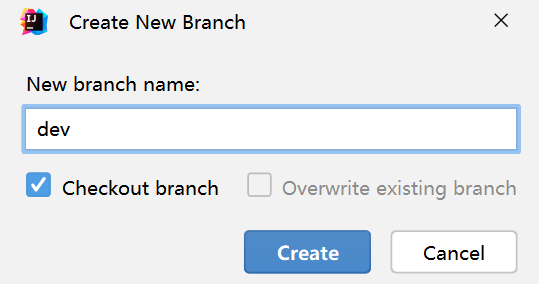 IJ
Create New Branch
New branch name:
dev
Checkout branch
Overwrite existing branch
Create
Cancel